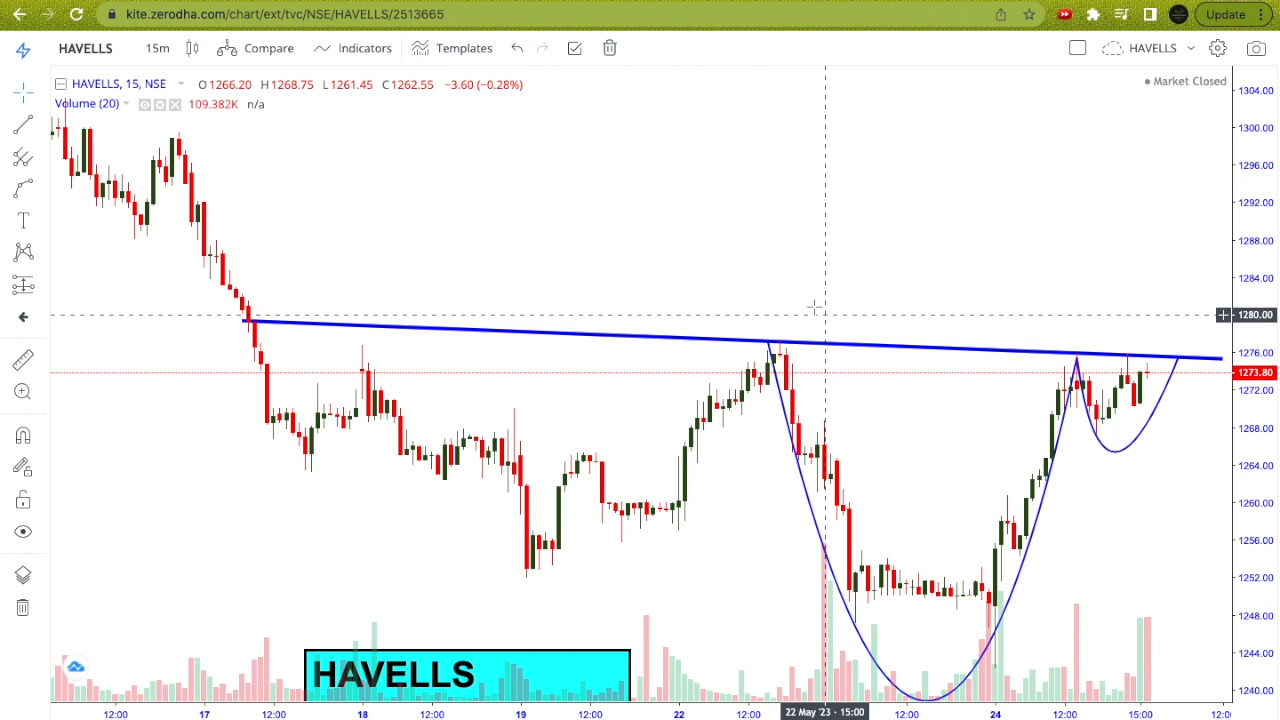 kite.zerodha.com/chart/ext/tvc/NSE/HAVELLS/2513665
Update
HAVELLS 15m Compare Indicators Templates HAVELLS
HAVELLS, 15, NSE O1266.20 H1268.75 L1261.45 C1262.55 −3.60 (−0.28%)
Market Closed
Volume (20) 109.382K n/a
1304.00
1300.00
1296.00
1292.00
1288.00
1284.00
1280.00
1276.00
1273.80
1272.00
1268.00
1264.00
1260.00
1256.00
1252.00
1248.00
1244.00
1240.00
HAVELLS
12:00 17 12:00 18 12:00 19 12:00 22 12:00 22 May '23 - 15:00 12:00 24 12:00 15:00 12:0